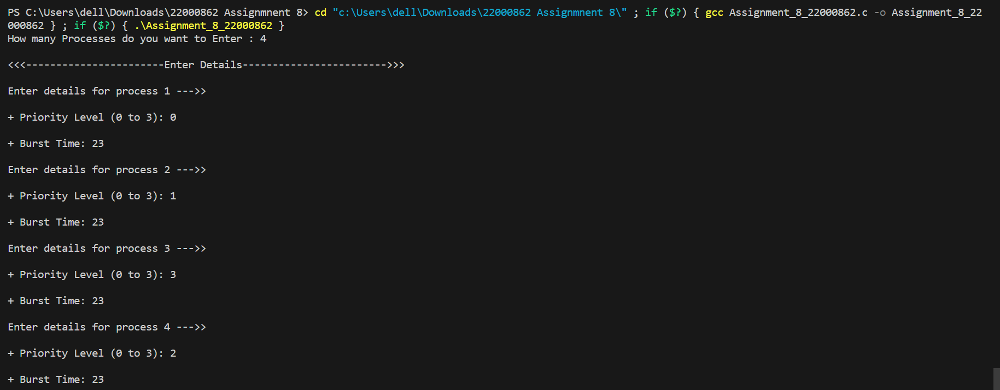 PS C:\Users\dell\Downloads\22000862 Assignmnent 8> cd "c:\Users\dell\Downloads\22000862 Assignmnent 8\" ; if ($?) { gcc Assignment_8_22000862.c -o Assignment_8_22
000862 } ; if ($?) { .\Assignment_8_22000862 }
How many Processes do you want to Enter : 4
<<<-----------------------Enter Details------------------------>>>
Enter details for process 1 --->>
+ Priority Level (0 to 3): 0
+ Burst Time: 23
Enter details for process 2 --->>
+ Priority Level (0 to 3): 1
+ Burst Time: 23
Enter details for process 3 --->>
+ Priority Level (0 to 3): 3
+ Burst Time: 23
Enter details for process 4 --->>
+ Priority Level (0 to 3): 2
+ Burst Time: 23